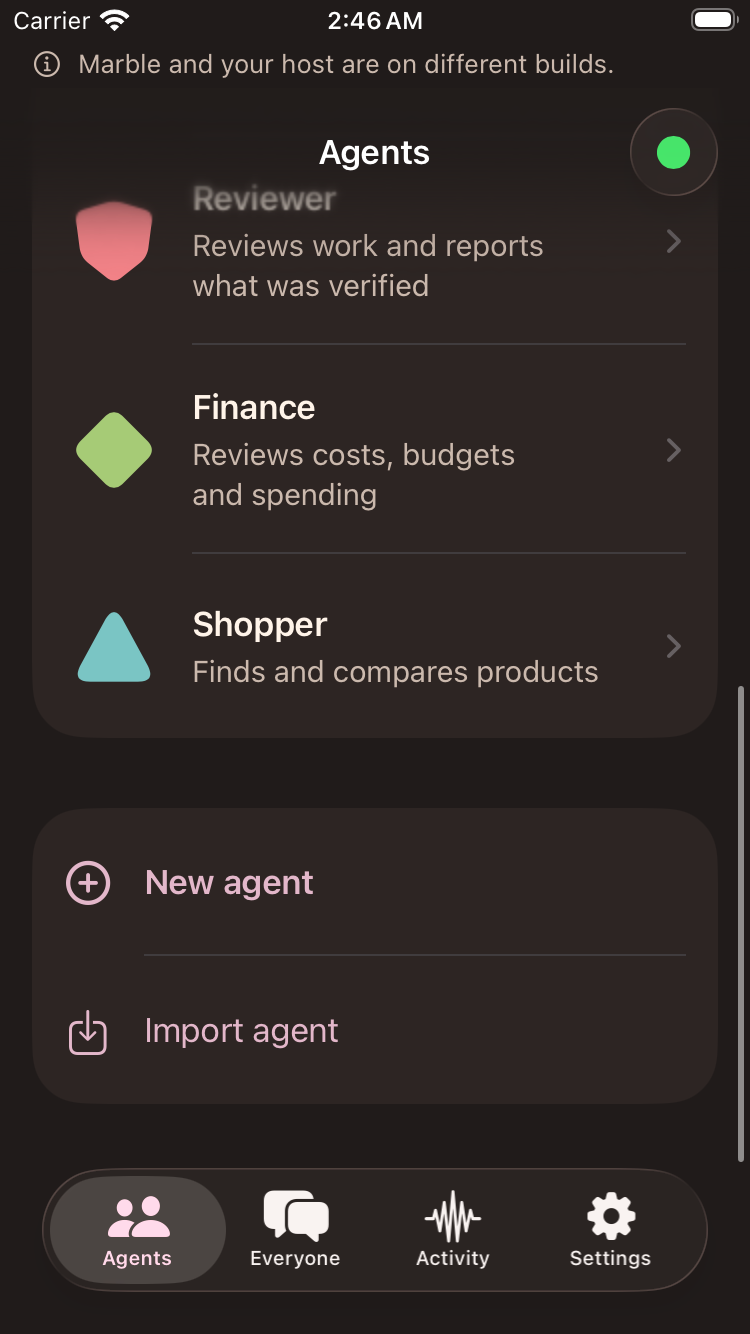 Carrier 2:46 AM
Marble and your host are on different builds.
Agents
Reviewer
Reviews work and reports
what was verified
Finance
Reviews costs, budgets
and spending
Shopper
Finds and compares products
New agent
Import agent
Agents Everyone Activity Settings